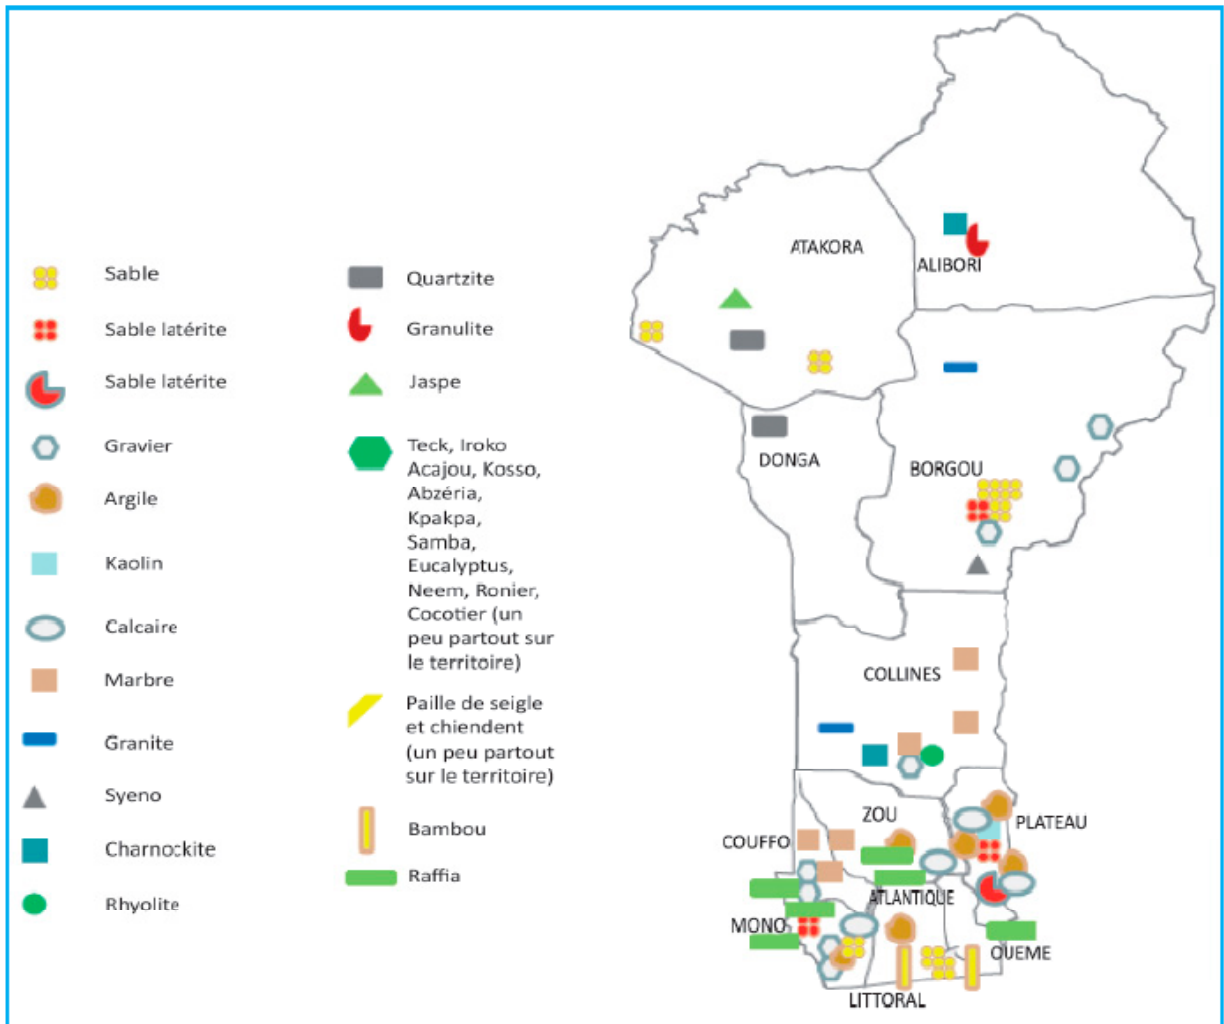 Sable
Sable latérite
Sable latérite
Gravier
Argile
Kaolin
Calcaire
Marbre
Granite
Syeno
Charnockite
Rhyolite
Quartzite
Granulite
Jaspe
Teck, Iroko
Acajou, Kosso,
Abzéria,
Kpakpa,
Samba,
Eucalyptus,
Neem, Ronier,
Cocotier (un
peu partout sur
le territoire)
Paille de seigle
et chiendent
(un peu partout
sur le territoire)
Bambou
Raffia
ATAKORA
ALIBORI
DONGA
BORGOU
COLLINES
ZOU
PLATEAU
COUFFO
ATLANTIQUE
MONO
OUEME
LITTORAL